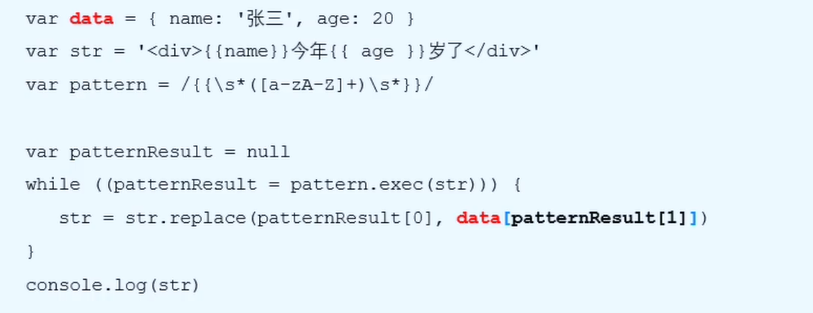 var data = { name: '张三', age: 20 }
var str = '<div>{{name}}今年{{ age }}岁了</div>'
var pattern = /{{\s*([a-zA-Z]+)\s*}}/
var patternResult = null
while ((patternResult = pattern.exec(str))) {
str = str.replace(patternResult[0], data[patternResult[1]])
}
console.log(str)